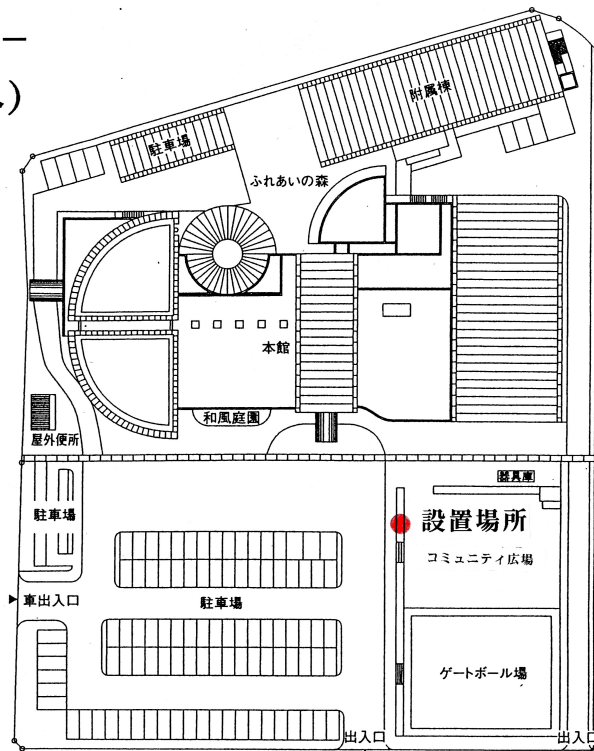 ー
)
附属棟
駐車場
ふれあいの森
本館
和風庭園
屋外便所
器具庫
駐車場
設置場所
コミュニティ広場
車出入口
駐車場
ゲートボール場
出入口
出入口